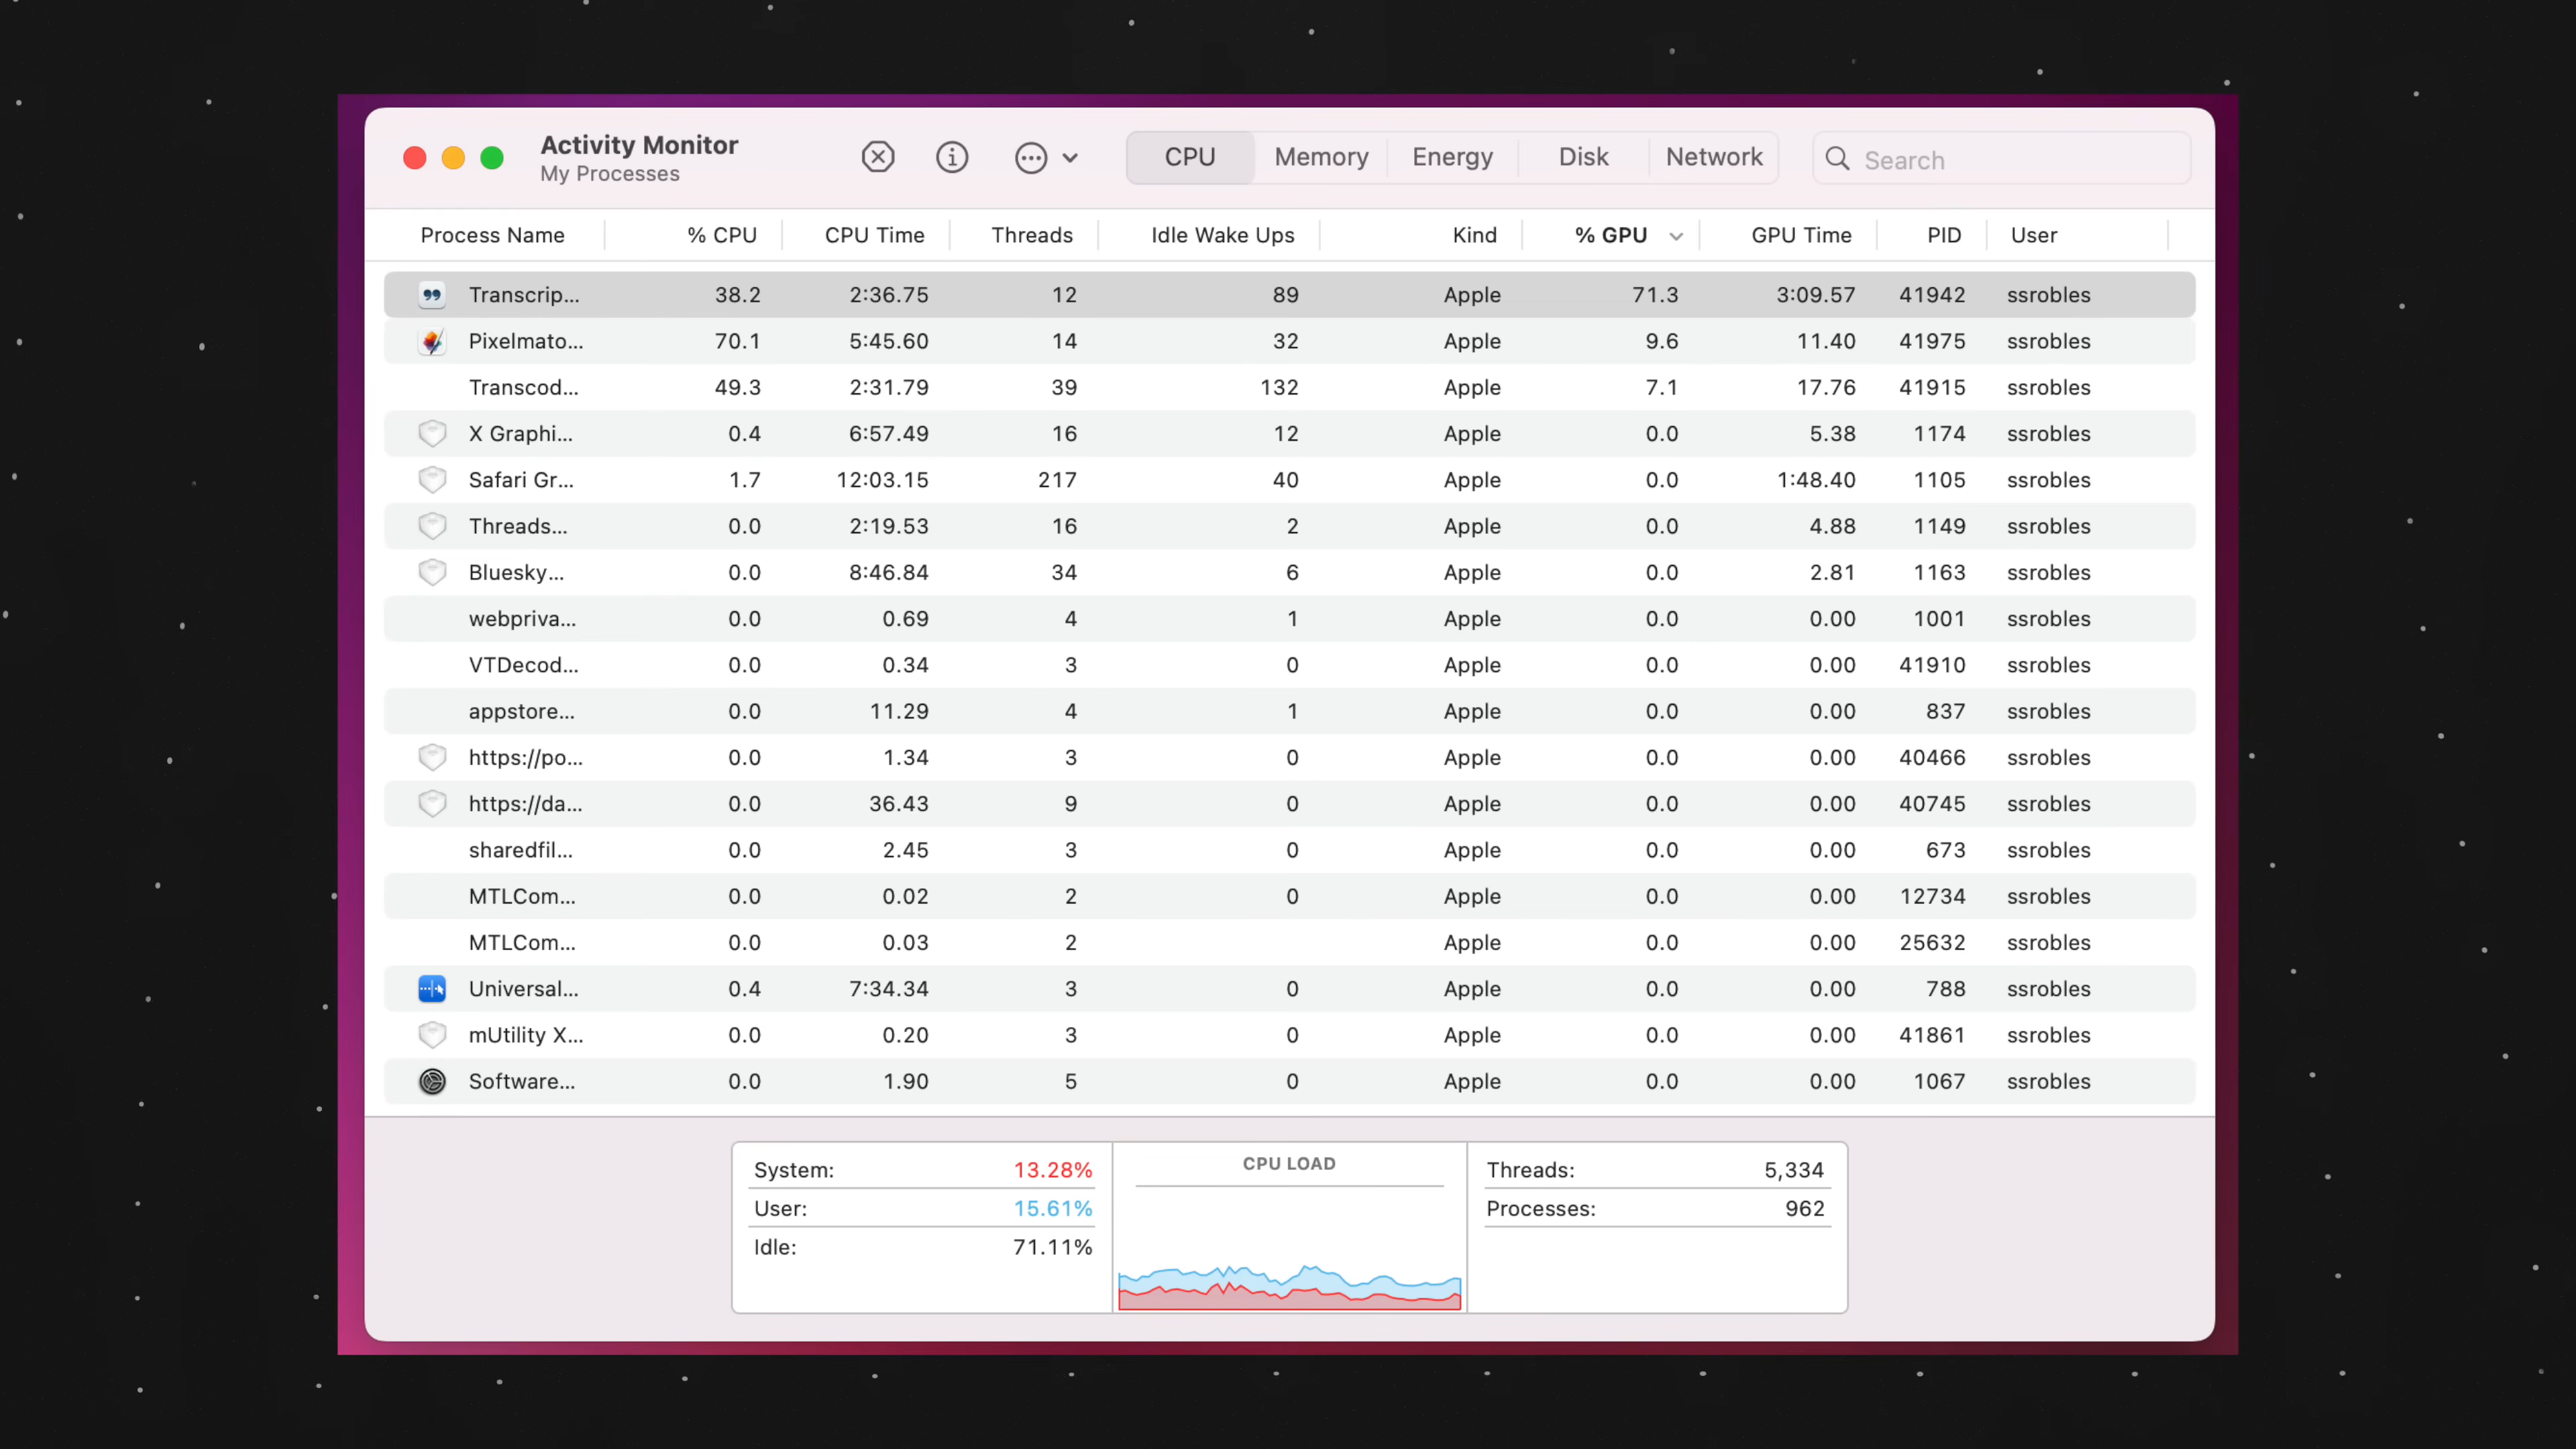 Activity Monitor
My Processes
CPU Memory Energy Disk Network Search
Process Name % CPU CPU Time Threads Idle Wake Ups Kind % GPU GPU Time PID User
Transcrip... 38.2 2:36.75 12 89 Apple 71.3 3:09.57 41942 ssrobles
Pixelmato... 70.1 5:45.60 14 32 Apple 9.6 11.40 41975 ssrobles
Transcod... 49.3 2:31.79 39 132 Apple 7.1 17.76 41915 ssrobles
X Graphi... 0.4 6:57.49 16 12 Apple 0.0 5.38 1174 ssrobles
Safari Gr... 1.7 12:03.15 217 40 Apple 0.0 1:48.40 1105 ssrobles
Threads... 0.0 2:19.53 16 2 Apple 0.0 4.88 1149 ssrobles
Bluesky... 0.0 8:46.84 34 6 Apple 0.0 2.81 1163 ssrobles
webpriva... 0.0 0.69 4 1 Apple 0.0 0.00 1001 ssrobles
VTDecod... 0.0 0.34 3 0 Apple 0.0 0.00 41910 ssrobles
appstore... 0.0 11.29 4 1 Apple 0.0 0.00 837 ssrobles
https://po... 0.0 1.34 3 0 Apple 0.0 0.00 40466 ssrobles
https://da... 0.0 36.43 9 0 Apple 0.0 0.00 40745 ssrobles
sharedfil... 0.0 2.45 3 0 Apple 0.0 0.00 673 ssrobles
MTLCom... 0.0 0.02 2 0 Apple 0.0 0.00 12734 ssrobles
MTLCom... 0.0 0.03 2 Apple 0.0 0.00 25632 ssrobles
Universal... 0.4 7:34.34 3 0 Apple 0.0 0.00 788 ssrobles
mUtility X... 0.0 0.20 3 0 Apple 0.0 0.00 41861 ssrobles
Software... 0.0 1.90 5 0 Apple 0.0 0.00 1067 ssrobles
System: 13.28%
User: 15.61%
Idle: 71.11%
CPU LOAD
Threads: 5,334
Processes: 962